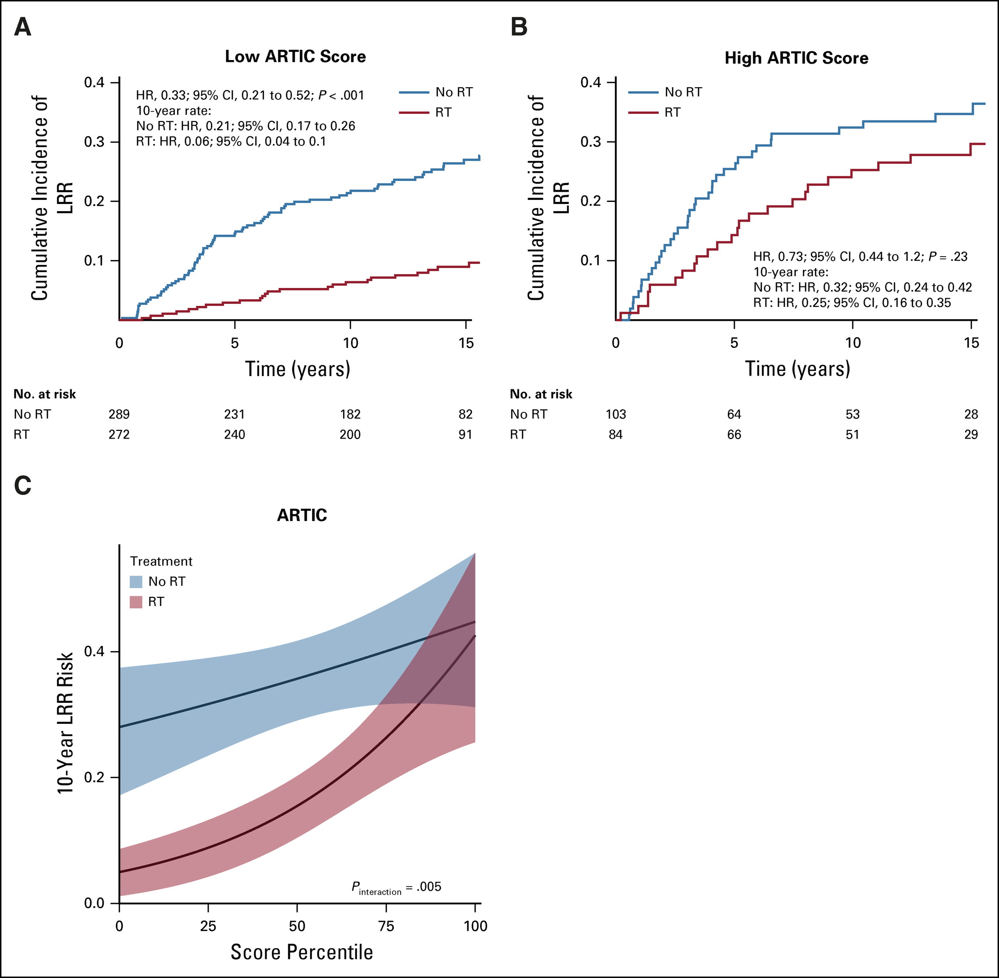 A
Low ARTIC Score
Cumulative Incidence of
LRR
0.4
0.3
0.2
0.1
HR, 0.33; 95% CI, 0.21 to 0.52; P < .001
10-year rate:
No RT: HR, 0.21; 95% CI, 0.17 to 0.26
RT: HR, 0.06; 95% CI, 0.04 to 0.1
No RT
RT
0 5 10 15
Time (years)
No. at risk
No RT 289 231 182 82
RT 272 240 200 91
B
High ARTIC Score
Cumulative Incidence of
LRR
0.4
0.3
0.2
0.1
No RT
RT
HR, 0.73; 95% CI, 0.44 to 1.2; P = .23
10-year rate:
No RT: HR, 0.32; 95% CI, 0.24 to 0.42
RT: HR, 0.25; 95% CI, 0.16 to 0.35
0 5 10 15
Time (years)
No. at risk
No RT 103 64 53 28
RT 84 66 51 29
C
ARTIC
10-Year LRR Risk
Treatment
No RT
RT
0.4
0.2
0.0
Pinteraction = .005
0 25 50 75 100
Score Percentile